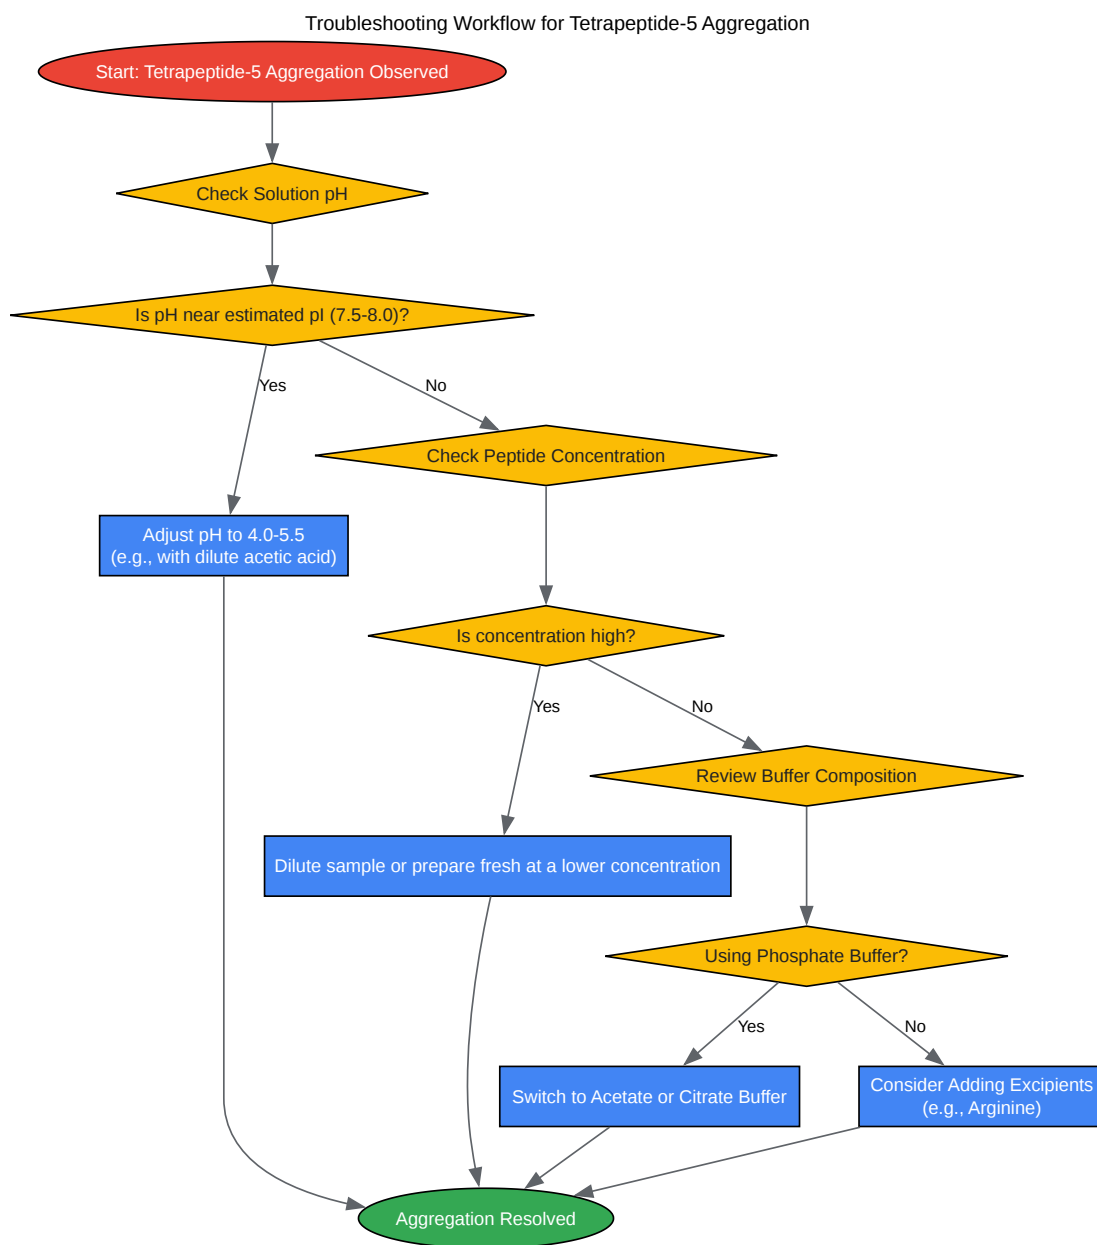 Troubleshooting Workflow for Tetrapeptide-5 Aggregation
Start: Tetrapeptide-5 Aggregation Observed
Check Solution pH
Is pH near estimated pI (7.5-8.0)?
Yes
No
Check Peptide Concentration
Adjust pH to 4.0-5.5
(e.g., with dilute acetic acid)
Is concentration high?
Yes
No
Review Buffer Composition
Dilute sample or prepare fresh at a lower concentration
Using Phosphate Buffer?
Yes
No
Switch to Acetate or Citrate Buffer
Consider Adding Excipients
(e.g., Arginine)
Aggregation Resolved